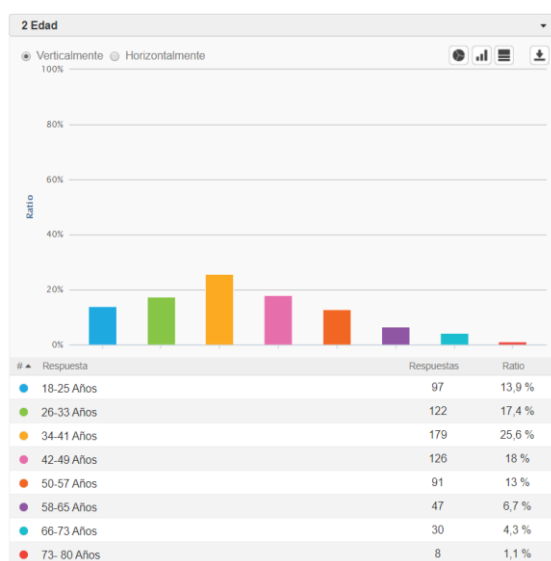 2 Edad
Verticalmente Horizontalmente
100%
80%
60%
Ratio
40%
20%
0%
# Respuesta Respuestas Ratio
18-25 Años 97 13,9 %
26-33 Años 122 17,4 %
34-41 Años 179 25,6 %
42-49 Años 126 18 %
50-57 Años 91 13 %
58-65 Años 47 6,7 %
66-73 Años 30 4,3 %
73- 80 Años 8 1,1 %